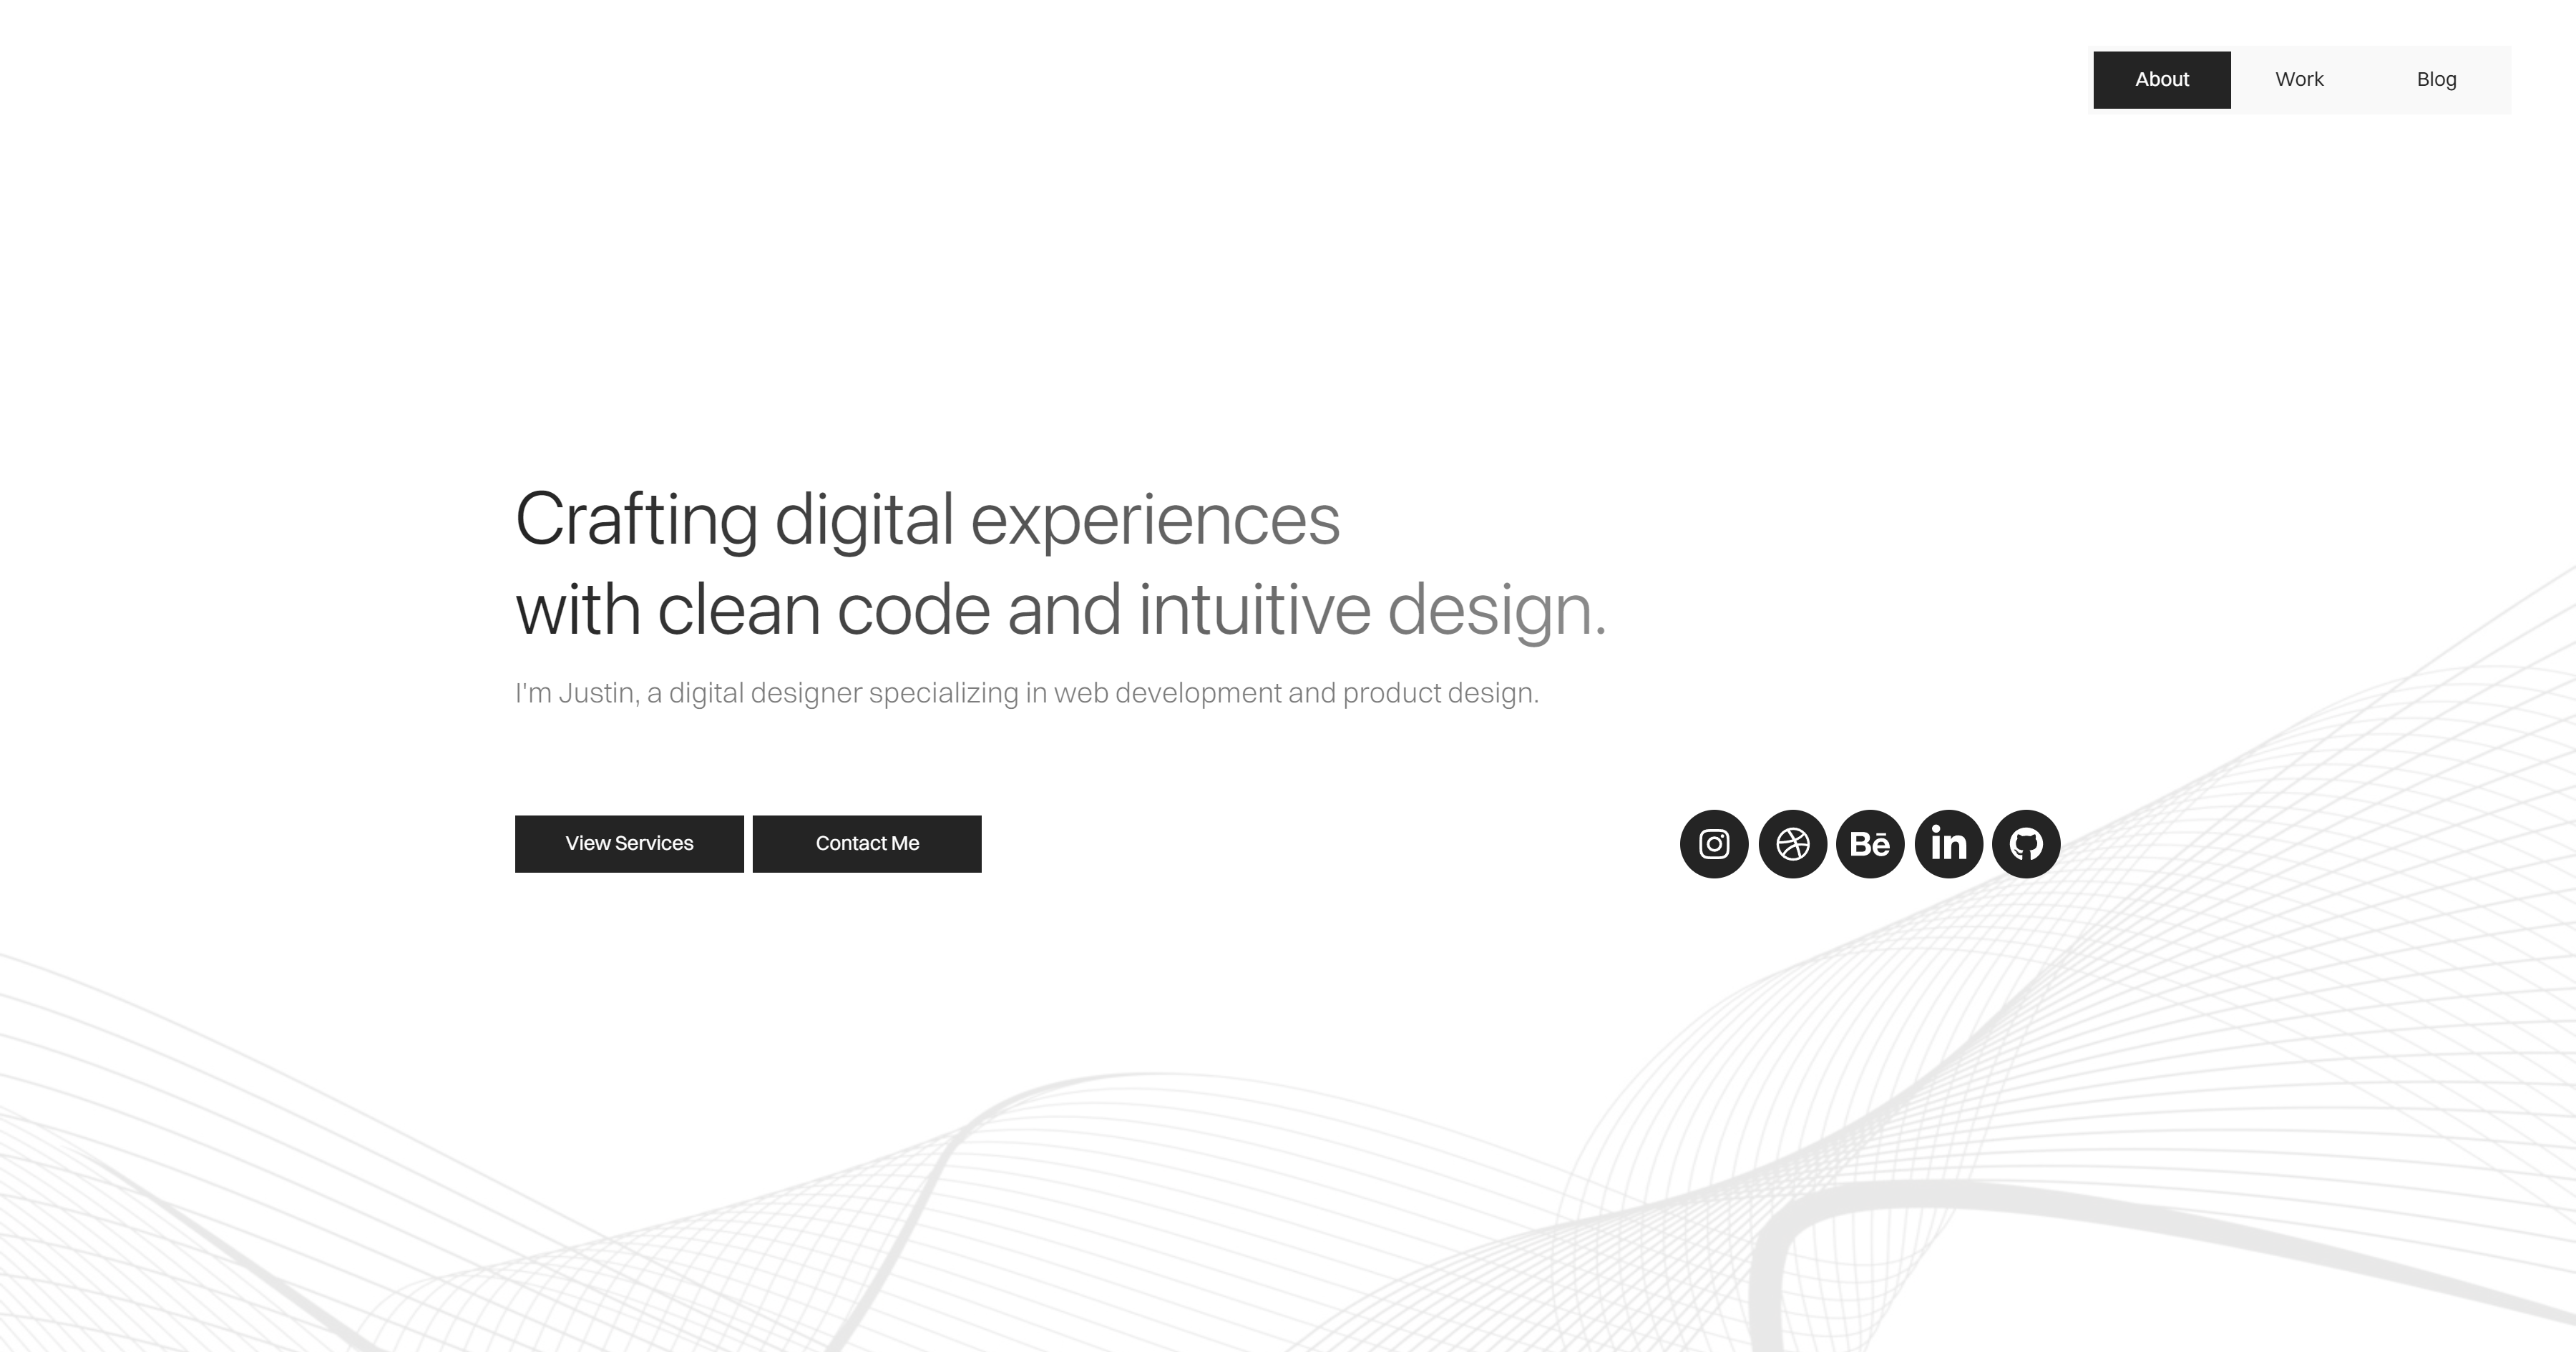 About
Work
Blog
Crafting digital experiences
with clean code and intuitive design.
I'm Justin, a digital designer specializing in web development and product design.
View Services
Contact Me
Bē
in